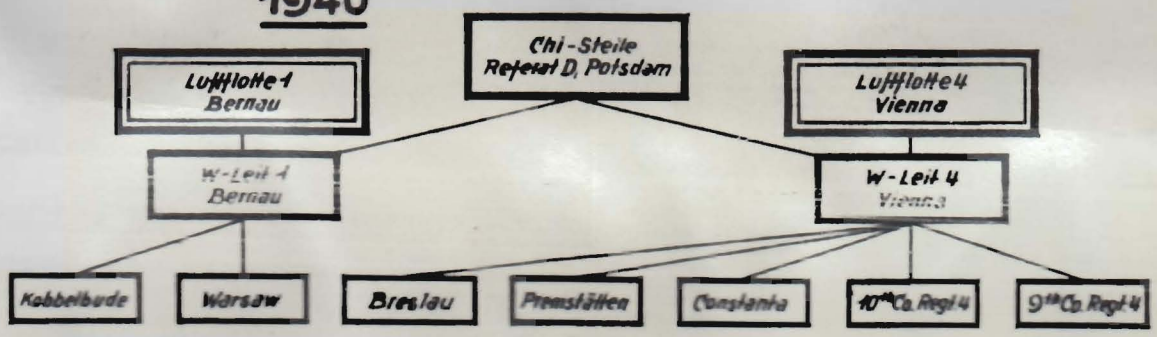 1940
Chi-Stelle
Referat D, Potsdam
Luftflotte 1
Bernau
Luftflotte 4
Vienna
W-Leit 1
Bernau
W-Leit 4
Vienna
Kobbelbude
Warsaw
Breslau
Premstätten
Constanta
10th Co. Regt. 4
9th Co. Regt. 4